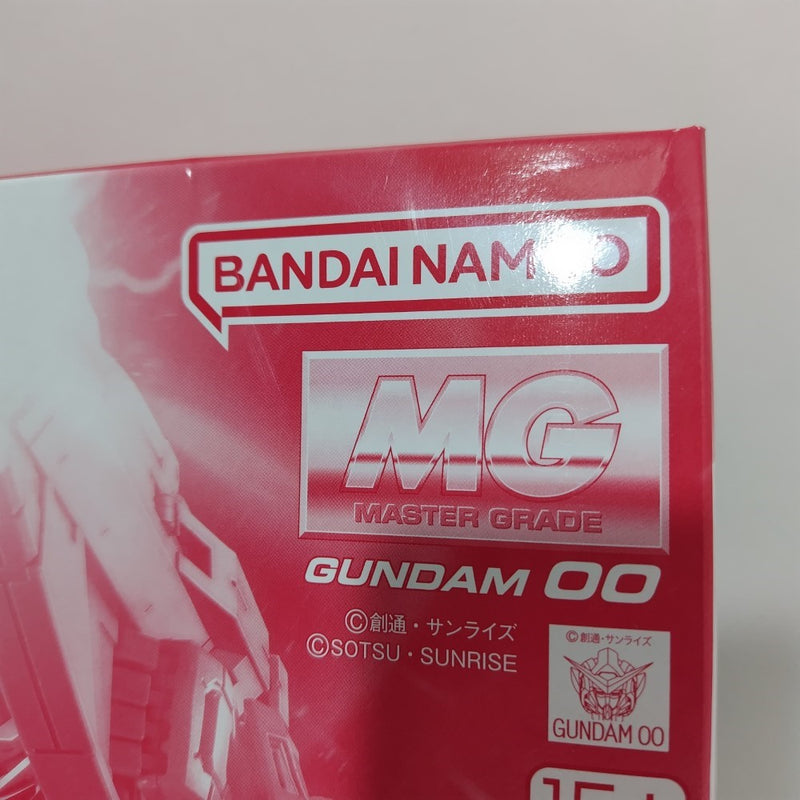 BANDAI NAMCO
MG
MASTER GRADE
GUNDAM 00
©創通・サンライズ
©SOTSU・SUNRISE
©創通・サンライズ
GUNDAM 00
15+